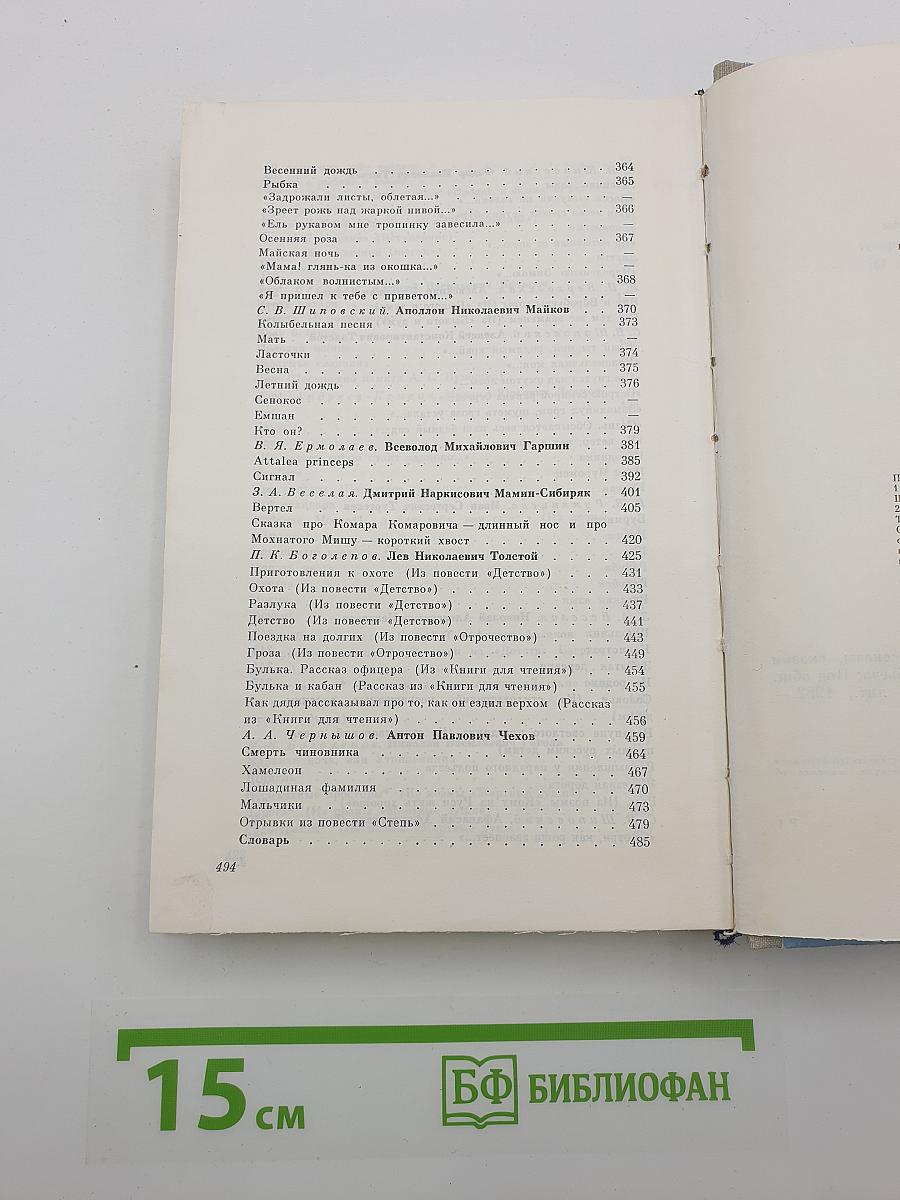 Весенний дождь . . . . . . . . . . . . . 364
Рыбка . . . . . . . . . . . . . . . 365
«Задрожали листы, облетая...» . . . . . . . . . —
«Зреет рожь над жаркой нивой...» . . . . . . . . 366
«Ель рукавом мне тропинку завесила...» . . . . . . —
Осенняя роза . . . . . . . . . . . . . 367
Майская ночь . . . . . . . . . . . . . —
«Мама! глянь-ка из окошка...» . . . . . . . . . —
«Облаком волнистым...» . . . . . . . . . . . 368
«Я пришел к тебе с приветом...» . . . . . . . . —
С. В. Шиповский. Аполлон Николаевич Майков . . 370
Колыбельная песня . . . . . . . . . . . . 373
Мать . . . . . . . . . . . . . . . —
Ласточки . . . . . . . . . . . . . . 374
Весна . . . . . . . . . . . . . . . 375
Летний дождь . . . . . . . . . . . . . 376
Сенокос . . . . . . . . . . . . . . —
Емшан . . . . . . . . . . . . . . . —
Кто он? . . . . . . . . . . . . . . 379
В. Я. Ермолаев. Всеволод Михайлович Гаршин . . 381
Attalea princeps . . . . . . . . . . . . 385
Сигнал . . . . . . . . . . . . . . . 392
З. А. Веселая. Дмитрий Наркисович Мамин-Сибиряк . 401
Вертел . . . . . . . . . . . . . . . 405
Сказка про Комара Комаровича — длинный нос и про
Мохнатого Мишу — короткий хвост . . . . . . . 420
П. К. Боголепов. Лев Николаевич Толстой . . . . 425
Приготовления к охоте (Из повести «Детство») . . . 431
Охота (Из повести «Детство») . . . . . . . . . 433
Разлука (Из повести «Детство») . . . . . . . . 437
Детство (Из повести «Детство») . . . . . . . . 441
Поездка на долгих (Из повести «Отрочество») . . . . 443
Гроза (Из повести «Отрочество») . . . . . . . . 449
Булька. Рассказ офицера (Из «Книги для чтения») . . . 454
Булька и кабан (Рассказ из «Книги для чтения») . . . . 455
Как дядя рассказывал про то, как он ездил верхом (Рассказ
из «Книги для чтения») . . . . . . . . . . . 456
А. А. Чернышов. Антон Павлович Чехов . . . . 459
Смерть чиновника . . . . . . . . . . . . 464
Хамелеон . . . . . . . . . . . . . . 467
Лошадиная фамилия . . . . . . . . . . . . 470
Мальчики . . . . . . . . . . . . . . 473
Отрывки из повести «Степь» . . . . . . . . . . 479
Словарь . . . . . . . . . . . . . . . 485
494
15 см
БФ БИБЛИОФАН